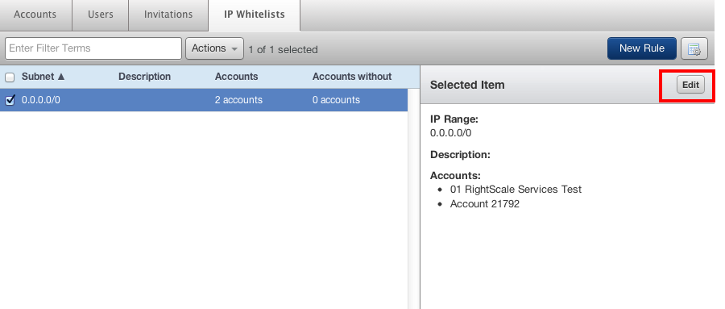 Accounts Users Invitations IP Whitelists
Enter Filter Terms Actions 1 of 1 selected New Rule
Subnet ▲ Description Accounts Accounts without
0.0.0.0/0 2 accounts 0 accounts
Selected Item Edit
IP Range:
0.0.0.0/0
Description:
Accounts:
• 01 RightScale Services Test
• Account 21792